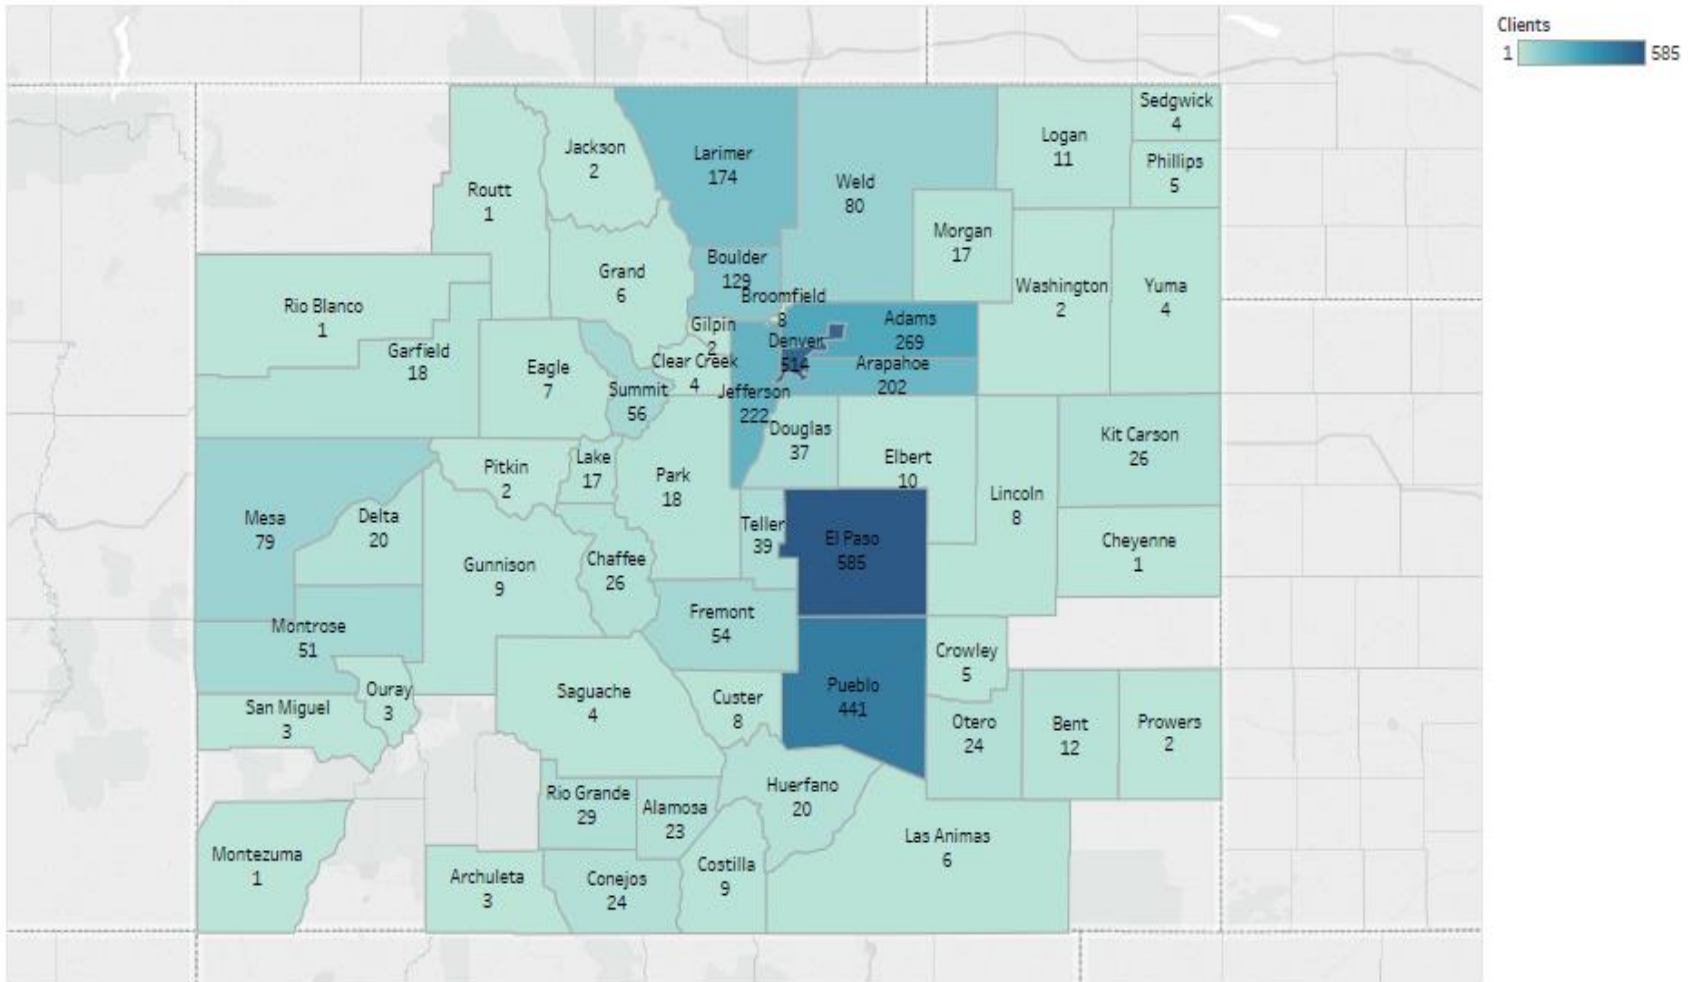 Clients
1 585
Sedgwick
4
Logan
11
Jackson
2
Larimer
174
Phillips
5
Weld
80
Routt
1
Morgan
17
Boulder
129
Grand
6
Washington
2
Yuma
4
Broomfield
8
Rio Blanco
1
Gilpin
2
Adams
269
Denver
514
Garfield
18
Eagle
7
Clear Creek
4
Arapahoe
202
Summit
56
Jefferson
222
Douglas
37
Kit Carson
26
Pitkin
2
Lake
17
Park
18
Elbert
10
Lincoln
8
Mesa
79
Delta
20
Teller
39
El Paso
585
Cheyenne
1
Gunnison
9
Chaffee
26
Fremont
54
Montrose
51
Crowley
5
Ouray
3
Saguache
4
Custer
8
Pueblo
441
San Miguel
3
Otero
24
Bent
12
Prowers
2
Rio Grande
29
Alamosa
23
Huerfano
20
Las Animas
6
Montezuma
1
Archuleta
3
Conejos
24
Costilla
9